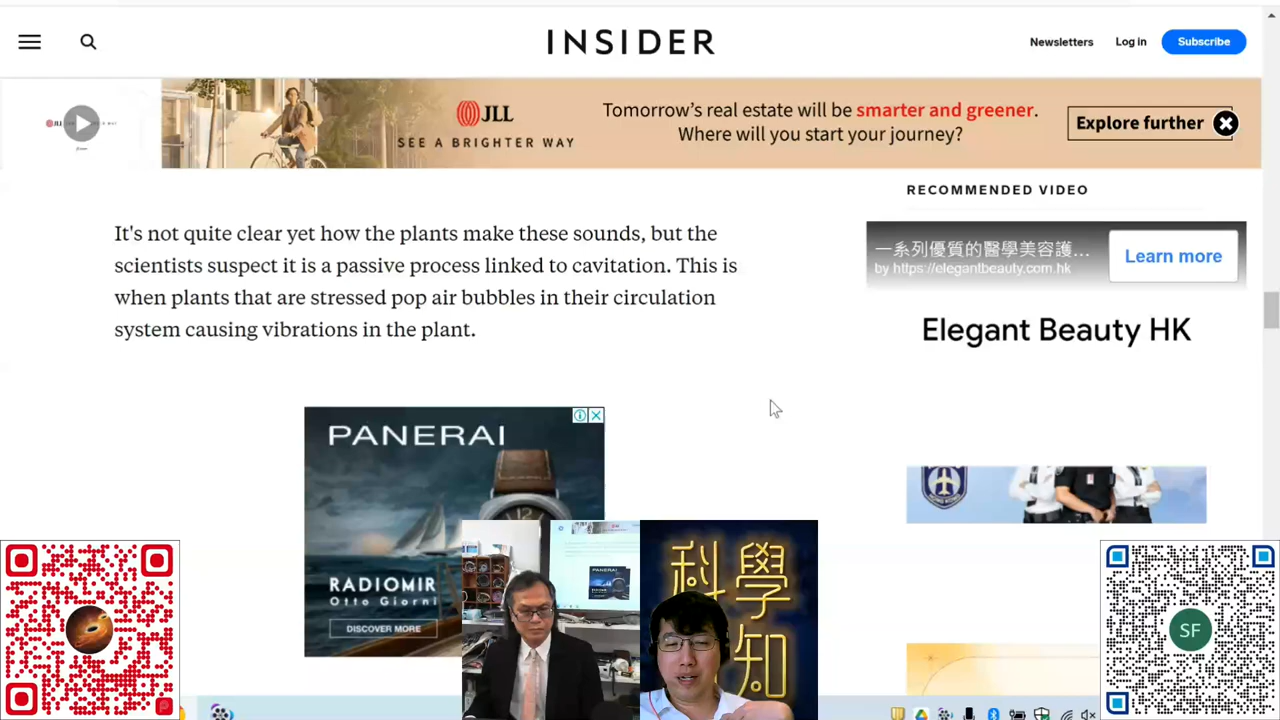 INSIDER
Newsletters
Log in
Subscribe
JLL
SEE A BRIGHTER WAY
Tomorrow's real estate will be smarter and greener.
Where will you start your journey?
Explore further
RECOMMENDED VIDEO
It's not quite clear yet how the plants make these sounds, but the
scientists suspect it is a passive process linked to cavitation. This is
when plants that are stressed pop air bubbles in their circulation
system causing vibrations in the plant.
一系列優質的醫學美容護...
by https://elegantbeauty.com.hk
Learn more
Elegant Beauty HK
PANERAI
RADIOMIR
Otto Giorni
DISCOVER MORE
PANERAI
科學
知
SF